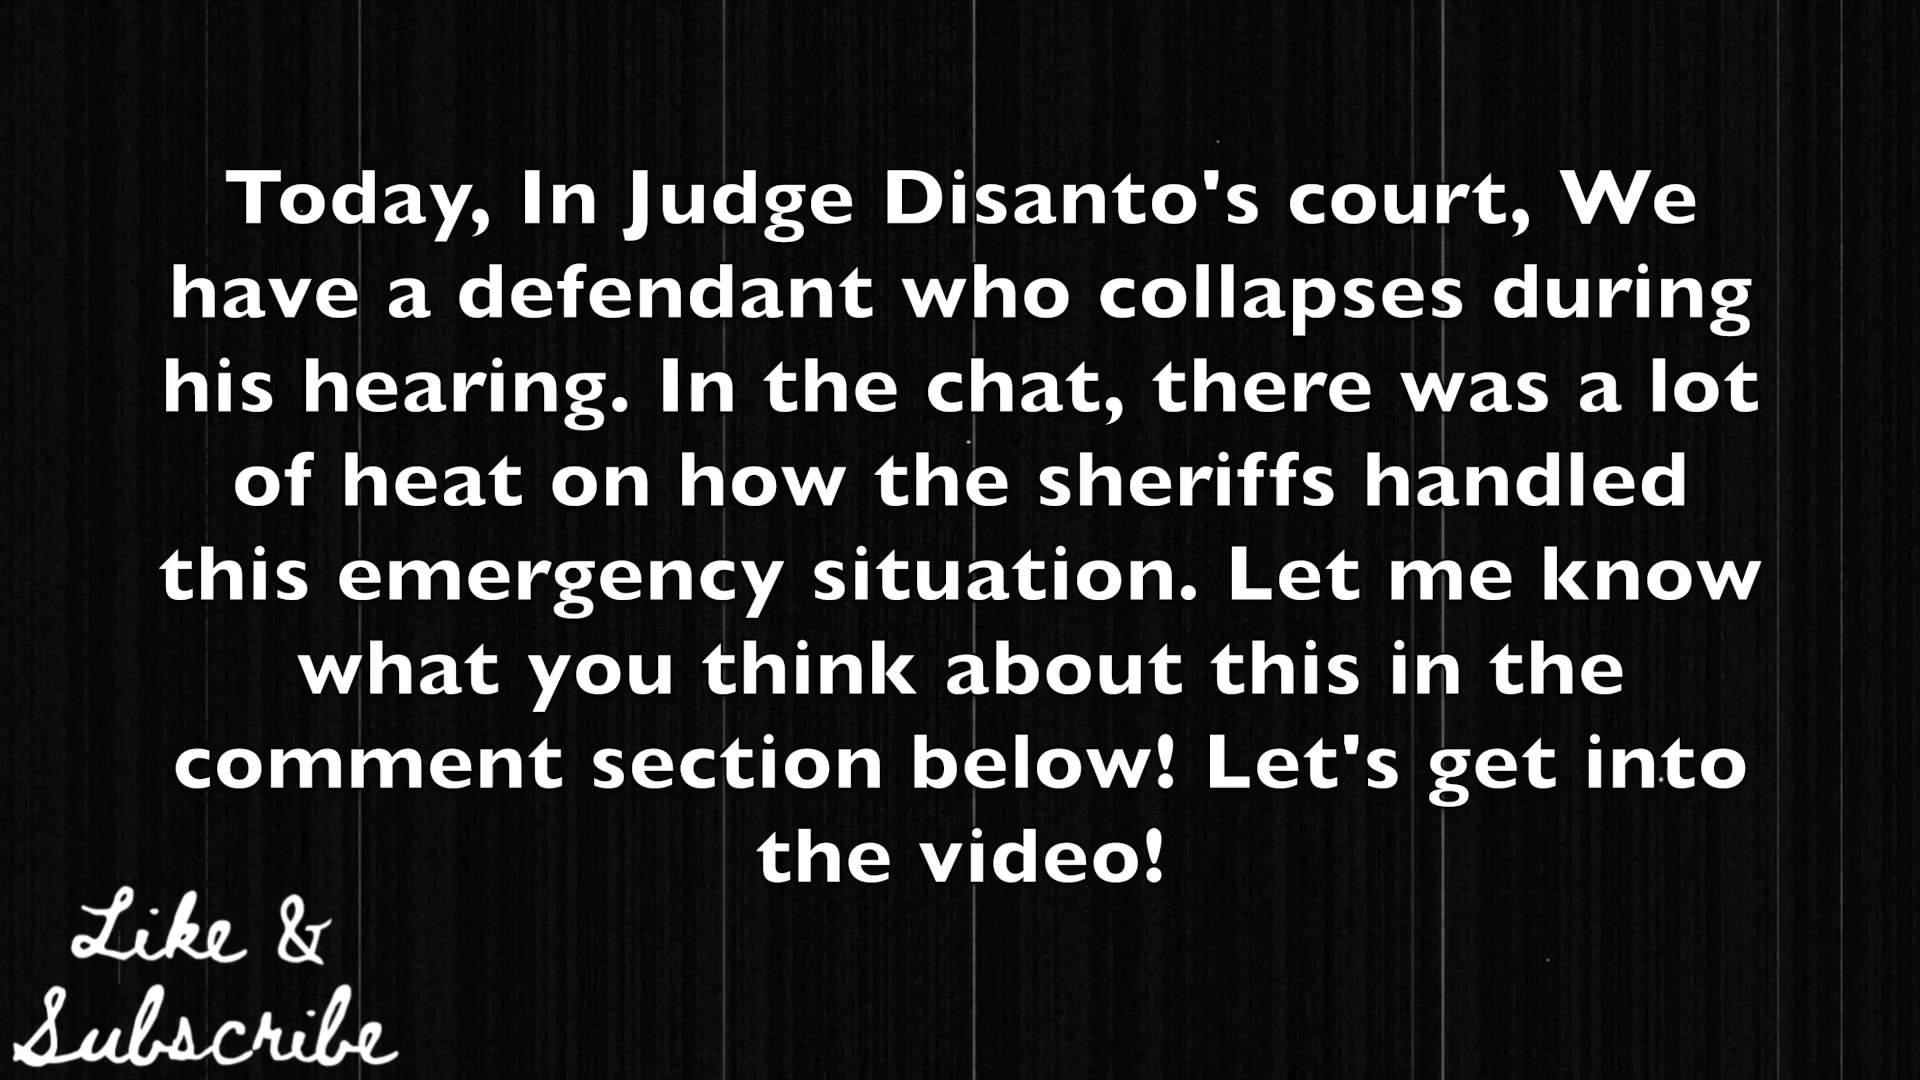 Today, In Judge Disanto's court, We
have a defendant who collapses during
his hearing. In the chat, there was a lot
of heat on how the sheriffs handled
this emergency situation. Let me know
what you think about this in the
comment section below! Let's get into
the video!
Like &
Subscribe